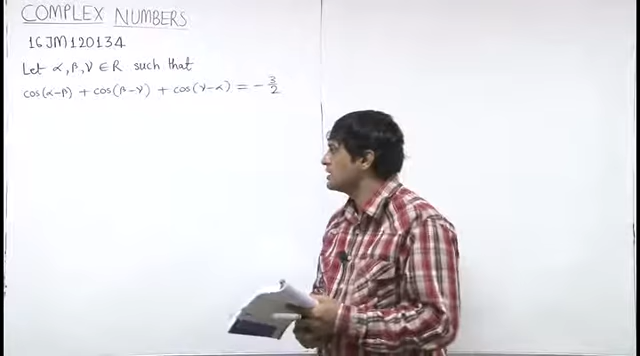 COMPLEX NUMBERS
16JM120134
Let α, β, γ ∈ R such that
cos(α-β) + cos(β-γ) + cos(γ-α) = -3/2